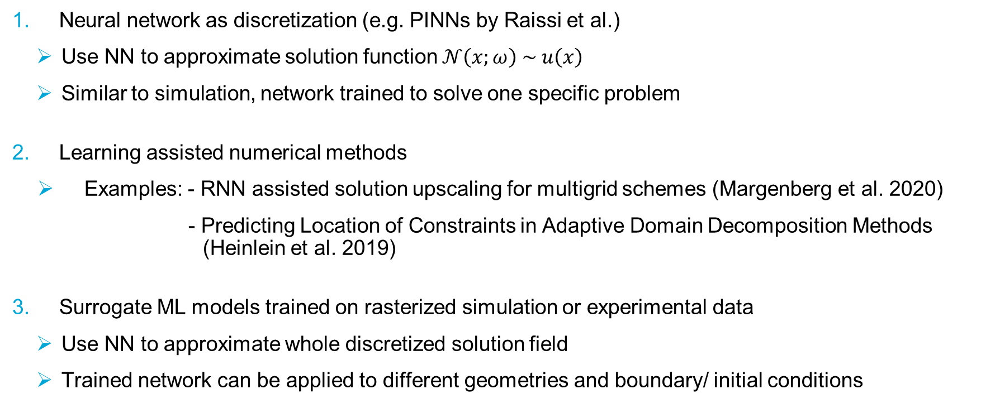 1. Neural network as discretization (e.g. PINNs by Raissi et al.)
➢ Use NN to approximate solution function 𝒩(x; ω) ~ u(x)
➢ Similar to simulation, network trained to solve one specific problem
2. Learning assisted numerical methods
➢ Examples: - RNN assisted solution upscaling for multigrid schemes (Margenberg et al. 2020)
- Predicting Location of Constraints in Adaptive Domain Decomposition Methods
(Heinlein et al. 2019)
3. Surrogate ML models trained on rasterized simulation or experimental data
➢ Use NN to approximate whole discretized solution field
➢ Trained network can be applied to different geometries and boundary/ initial conditions